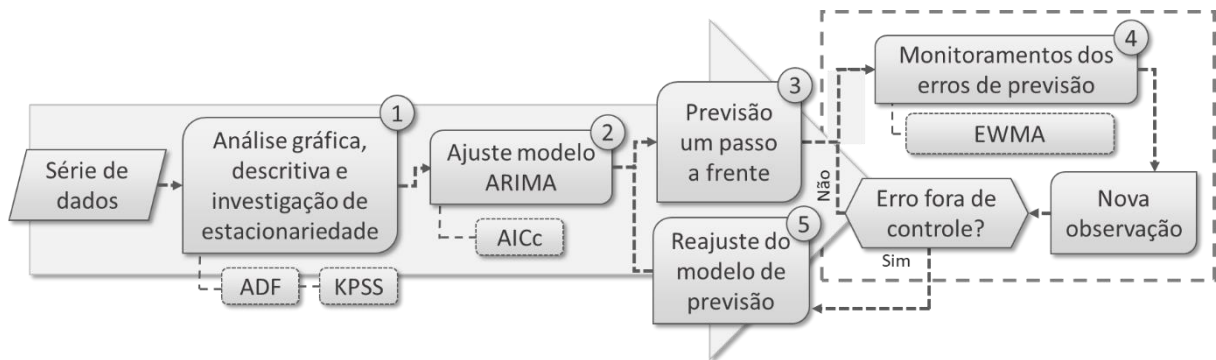 Série de
dados
1
Análise gráfica,
descritiva e
investigação de
estacionariedade
ADF
KPSS
2
Ajuste modelo
ARIMA
AICc
3
Previsão
um passo
a frente
4
Monitoramentos dos
erros de previsão
EWMA
Nova
observação
Erro fora de
controle?
Não
Sim
5
Reajuste do
modelo de
previsão